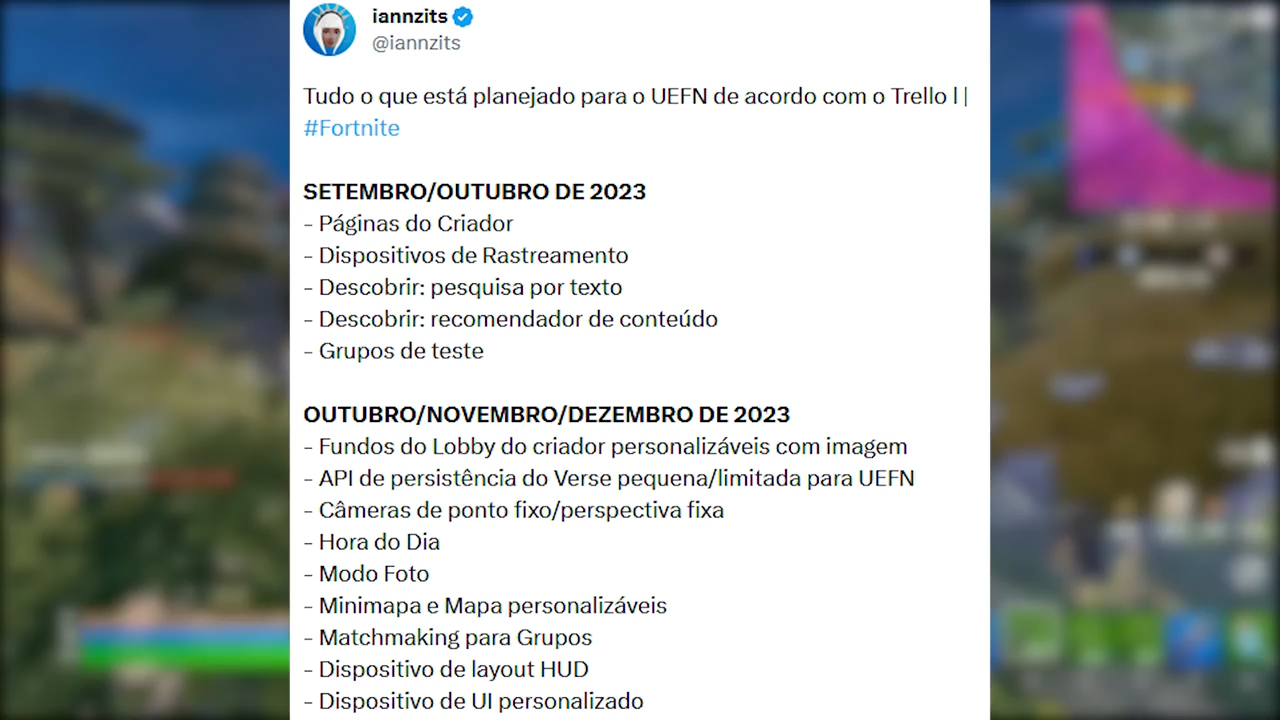 iannzits
@iannzits
Tudo o que está planejado para o UEFN de acordo com o Trello l |
#Fortnite
SETEMBRO/OUTUBRO DE 2023
- Páginas do Criador
- Dispositivos de Rastreamento
- Descobrir: pesquisa por texto
- Descobrir: recomendador de conteúdo
- Grupos de teste
OUTUBRO/NOVEMBRO/DEZEMBRO DE 2023
- Fundos do Lobby do criador personalizáveis com imagem
- API de persistência do Verse pequena/limitada para UEFN
- Câmeras de ponto fixo/perspectiva fixa
- Hora do Dia
- Modo Foto
- Minimapa e Mapa personalizáveis
- Matchmaking para Grupos
- Dispositivo de layout HUD
- Dispositivo de UI personalizado